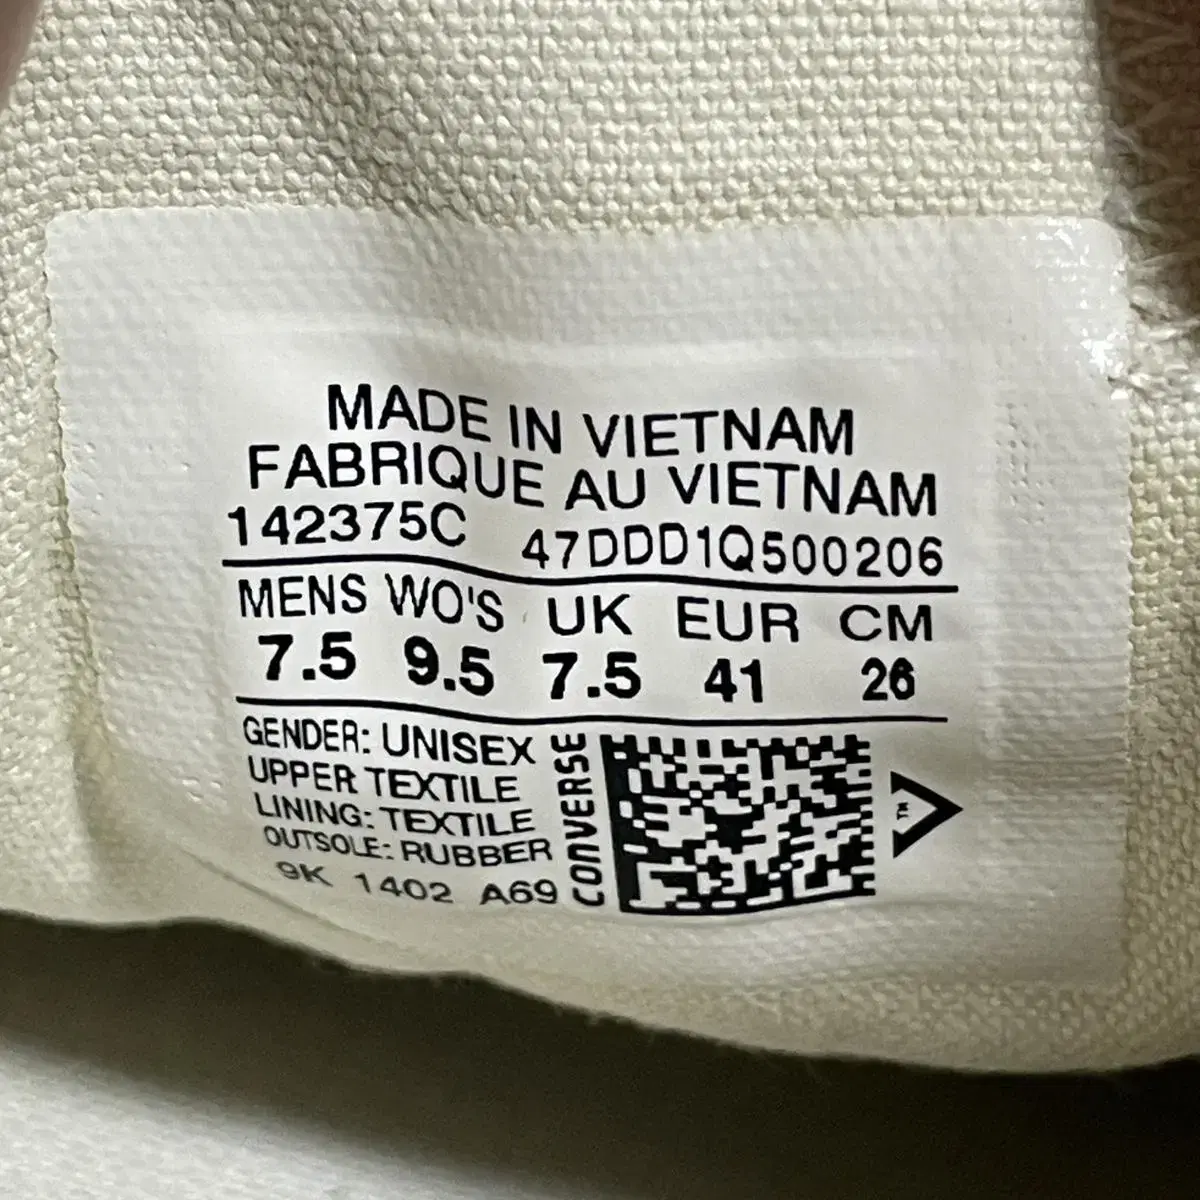 MADE IN VIETNAM
FABRIQUE AU VIETNAM
142375C 47DDD1Q500206
MENS WO'S UK EUR CM
7.5 9.5 7.5 41 26
GENDER: UNISEX
UPPER TEXTILE
LINING: TEXTILE
OUTSOLE: RUBBER
9K 1402 A69
CONVERSE
TM